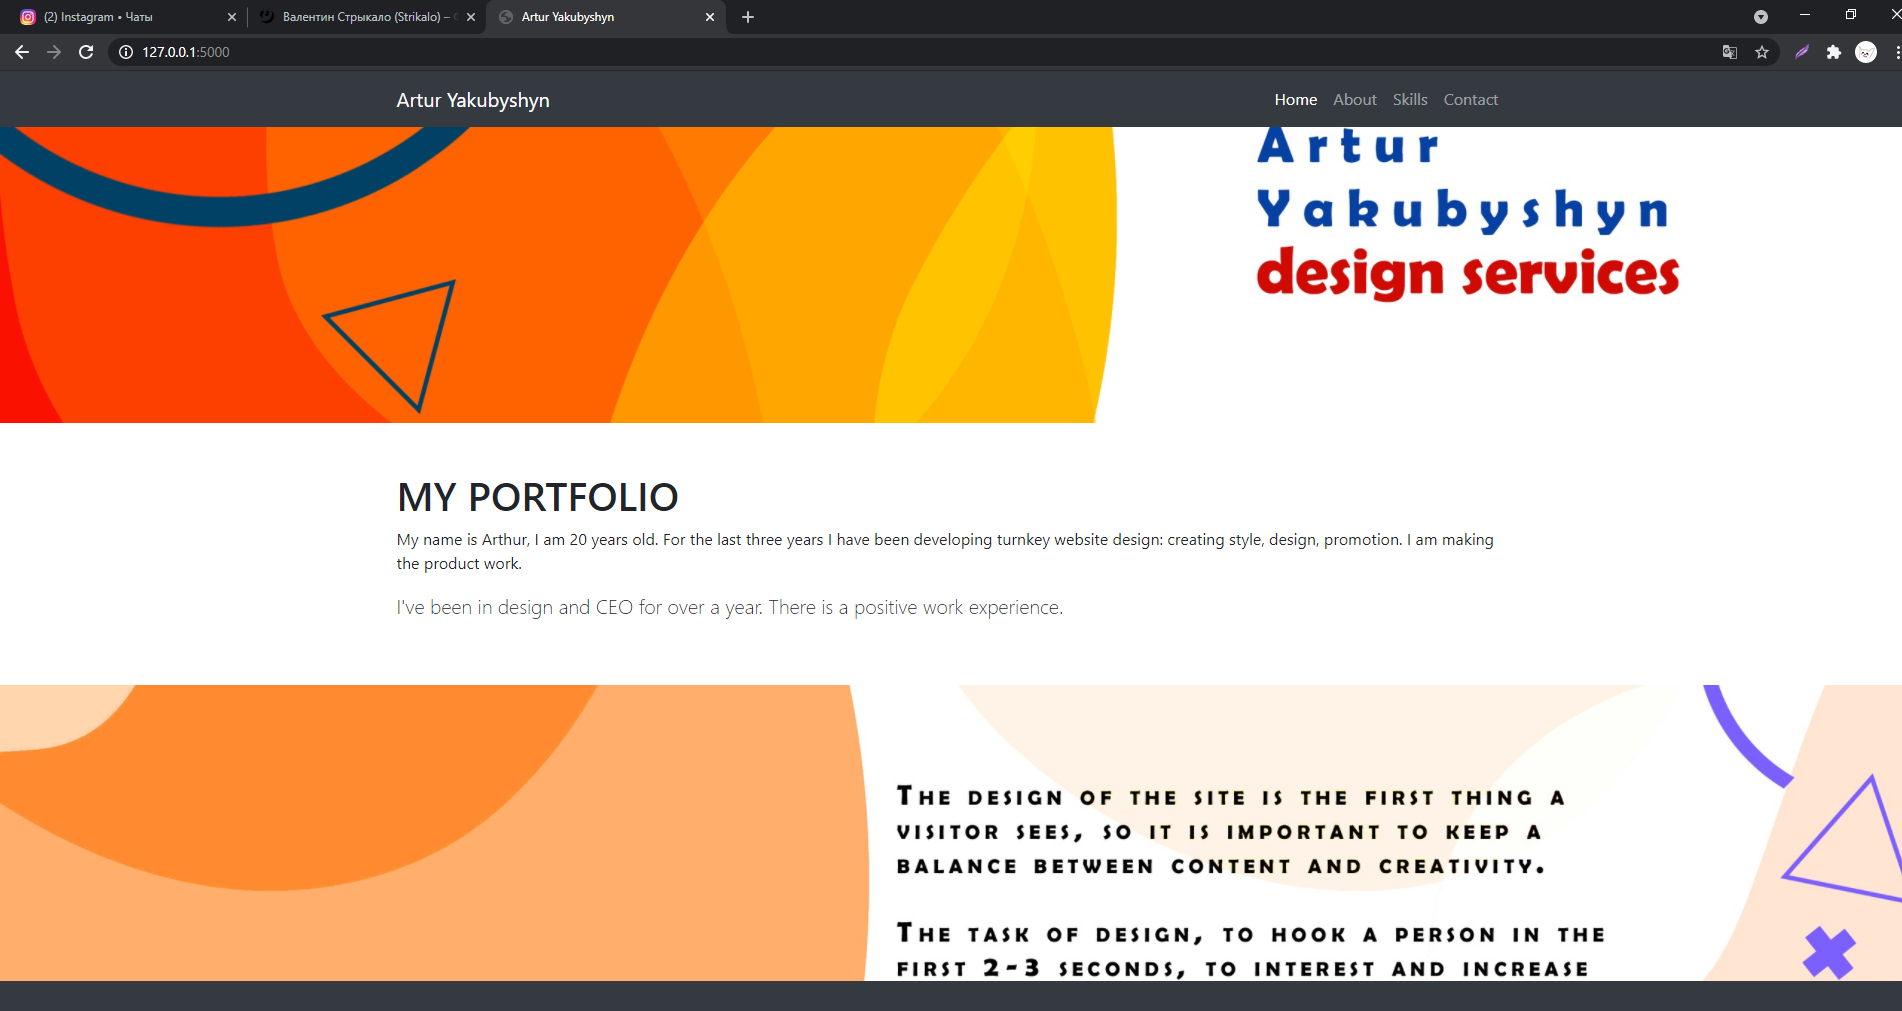 (2) Instagram • Чаты
Валентин Стрыкало (Strikalo) –
Artur Yakubyshyn
127.0.0.1:5000
Artur Yakubyshyn
Home About Skills Contact
Artur
Yakubyshyn
design services
MY PORTFOLIO
My name is Arthur, I am 20 years old. For the last three years I have been developing turnkey website design: creating style, design, promotion. I am making
the product work.
I've been in design and CEO for over a year. There is a positive work experience.
The design of the site is the first thing a
visitor sees, so it is important to keep a
balance between content and creativity.
The task of design, to hook a person in the
first 2-3 seconds, to interest and increase